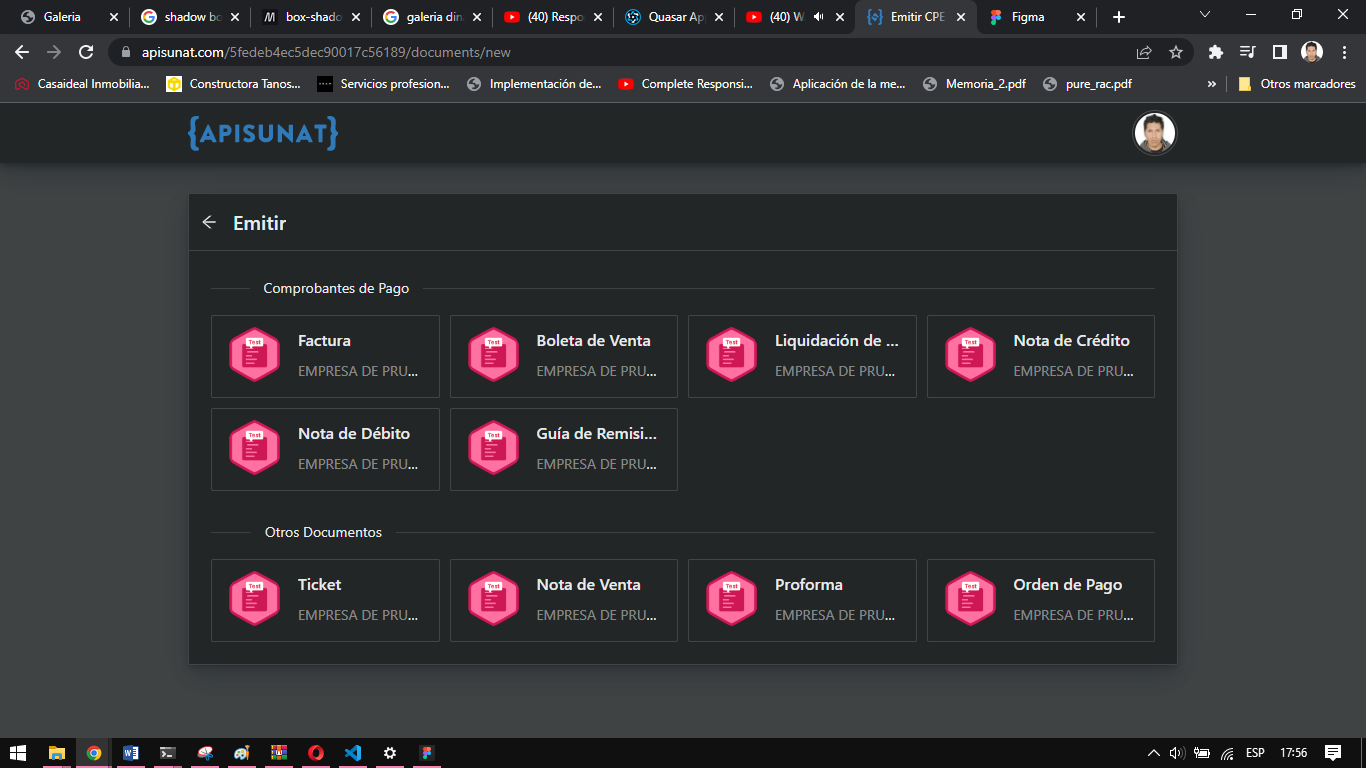 Galeria
shadow bo
box-shado
galeria din
(40) Respo
Quasar App
(40) W
Emitir CPE
Figma
apisunat.com/5fedeb4ec5dec90017c56189/documents/new
Casaideal Inmobilia...
Constructora Tanos...
Servicios profesion...
Implementación de...
Complete Responsi...
Aplicación de la me...
Memoria_2.pdf
pure_rac.pdf
»
Otros marcadores
{APISUNAT}
Emitir
Comprobantes de Pago
Test
Factura
EMPRESA DE PRU...
Test
Boleta de Venta
EMPRESA DE PRU...
Test
Liquidación de ...
EMPRESA DE PRU...
Test
Nota de Crédito
EMPRESA DE PRU...
Test
Nota de Débito
EMPRESA DE PRU...
Test
Guía de Remisi...
EMPRESA DE PRU...
Otros Documentos
Test
Ticket
EMPRESA DE PRU...
Test
Nota de Venta
EMPRESA DE PRU...
Test
Proforma
EMPRESA DE PRU...
Test
Orden de Pago
EMPRESA DE PRU...
ESP
17:56